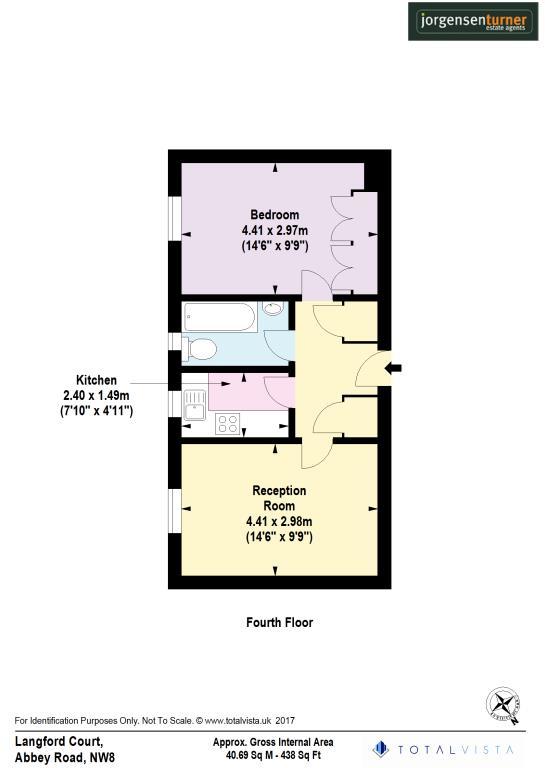 jorgensenturner
estate agents
Bedroom
4.41 x 2.97m
(14'6" x 9'9")
Kitchen
2.40 x 1.49m
(7'10" x 4'11")
Reception
Room
4.41 x 2.98m
(14'6" x 9'9")
Fourth Floor
N
For Identification Purposes Only. Not To Scale. © www.totalvista.uk 2017
Langford Court,
Abbey Road, NW8
Approx. Gross Internal Area
40.69 Sq M - 438 Sq Ft
TOTALVISTA